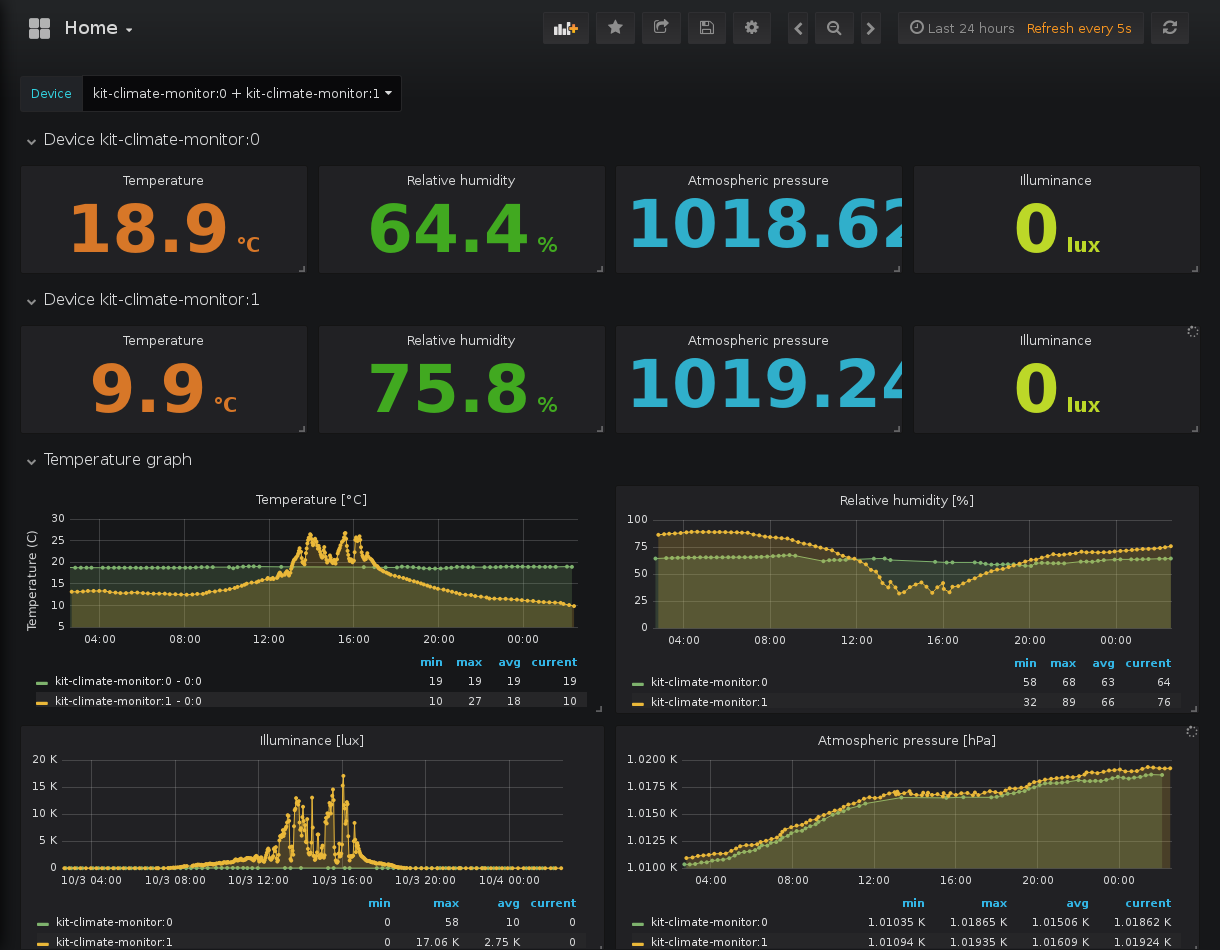 Home
Last 24 hours Refresh every 5s
Device kit-climate-monitor:0 + kit-climate-monitor:1
Device kit-climate-monitor:0
Temperature Relative humidity Atmospheric pressure Illuminance
18.9 °C 64.4 % 1018.62 0 lux
Device kit-climate-monitor:1
Temperature Relative humidity Atmospheric pressure Illuminance
9.9 °C 75.8 % 1019.24 0 lux
Temperature graph
Temperature [°C]
Temperature (C)
30
25
20
15
10
5
04:00 08:00 12:00 16:00 20:00 00:00
min max avg current
kit-climate-monitor:0 - 0:0 19 19 19 19
kit-climate-monitor:1 - 0:0 10 27 18 10
Relative humidity [%]
100
75
50
25
0
04:00 08:00 12:00 16:00 20:00 00:00
min max avg current
kit-climate-monitor:0 58 68 63 64
kit-climate-monitor:1 32 89 66 76
Illuminance [lux]
20 K
15 K
10 K
5 K
0
10/3 04:00 10/3 08:00 10/3 12:00 10/3 16:00 10/3 20:00 10/4 00:00
min max avg current
kit-climate-monitor:0 0 58 10 0
kit-climate-monitor:1 0 17.06 K 2.75 K 0
Atmospheric pressure [hPa]
1.0200 K
1.0175 K
1.0150 K
1.0125 K
1.0100 K
04:00 08:00 12:00 16:00 20:00 00:00
min max avg current
kit-climate-monitor:0 1.01035 K 1.01865 K 1.01506 K 1.01862 K
kit-climate-monitor:1 1.01094 K 1.01935 K 1.01609 K 1.01924 K